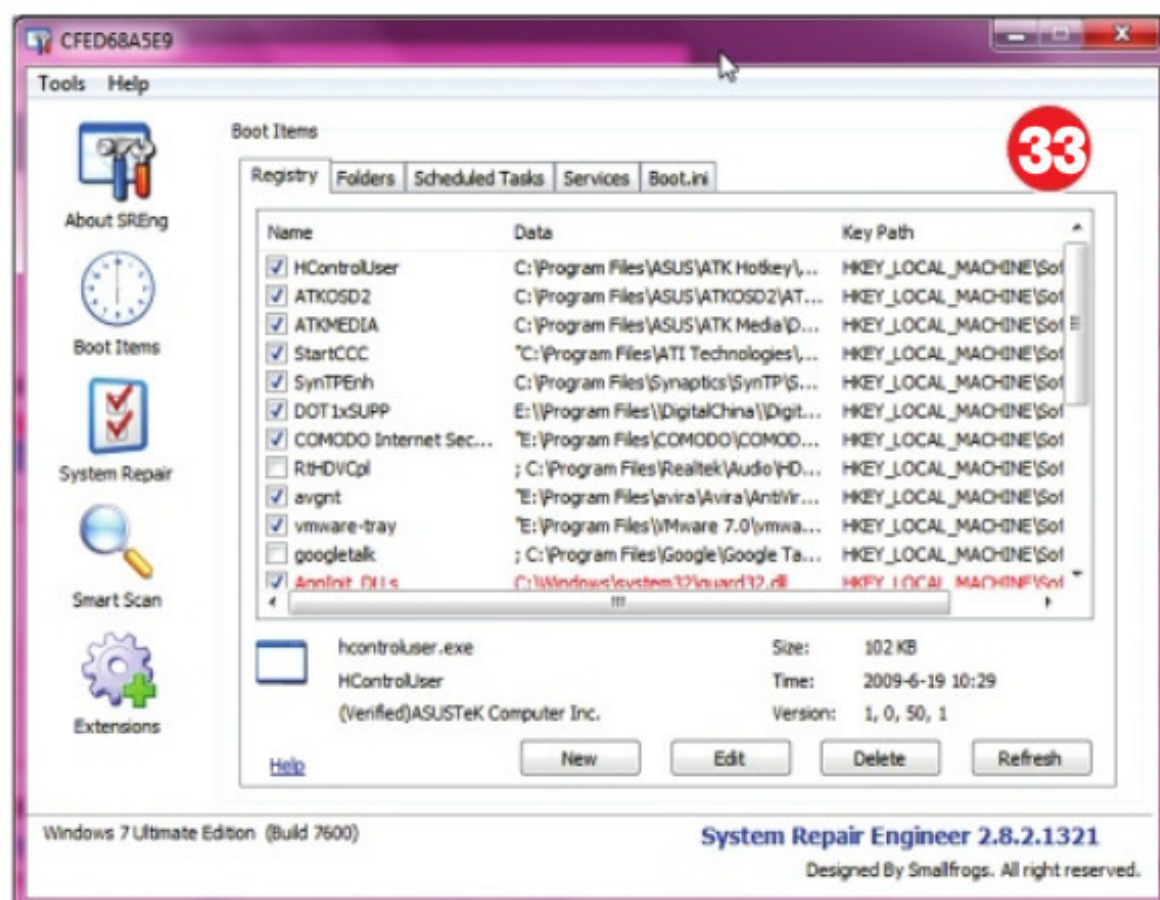 CFED68A5E9
Tools Help
About SREng
Boot Items
System Repair
Smart Scan
Extensions
Boot Items
33
Registry Folders Scheduled Tasks Services Boot.ini
Name Data Key Path
HControlUser C:\Program Files\ASUS\ATK Hotkey\... HKEY_LOCAL_MACHINE\Sof
ATKOSD2 C:\Program Files\ASUS\ATKOSD2\AT... HKEY_LOCAL_MACHINE\Sof
ATKMEDIA C:\Program Files\ASUS\ATK Media\D... HKEY_LOCAL_MACHINE\Sof
StartCCC "C:\Program Files\ATI Technologies\... HKEY_LOCAL_MACHINE\Sof
SynTPEnh C:\Program Files\Synaptics\SynTP\S... HKEY_LOCAL_MACHINE\Sof
DOT1xSUPP E:\\Program Files\\DigitalChina\\Digit... HKEY_LOCAL_MACHINE\Sof
COMODO Internet Sec... "E:\Program Files\COMODO\COMOD... HKEY_LOCAL_MACHINE\Sof
RtHDVCpl ; C:\Program Files\Realtek\Audio\HD... HKEY_LOCAL_MACHINE\Sof
avgnt "E:\Program Files\avira\Avira\AntiVir... HKEY_LOCAL_MACHINE\Sof
vmware-tray "E:\Program Files\VMware 7.0\vmwa... HKEY_LOCAL_MACHINE\Sof
googletalk ; C:\Program Files\Google\Google Ta... HKEY_LOCAL_MACHINE\Sof
AppInit_DLLs C:\Windows\system32\guard32.dll HKEY_LOCAL_MACHINE\Sof
hcontroluser.exe Size: 102 KB
HControlUser Time: 2009-6-19 10:29
(Verified)ASUSTeK Computer Inc. Version: 1, 0, 50, 1
Help New Edit Delete Refresh
Windows 7 Ultimate Edition (Build 7600)
System Repair Engineer 2.8.2.1321
Designed By Smallfrogs. All right reserved.